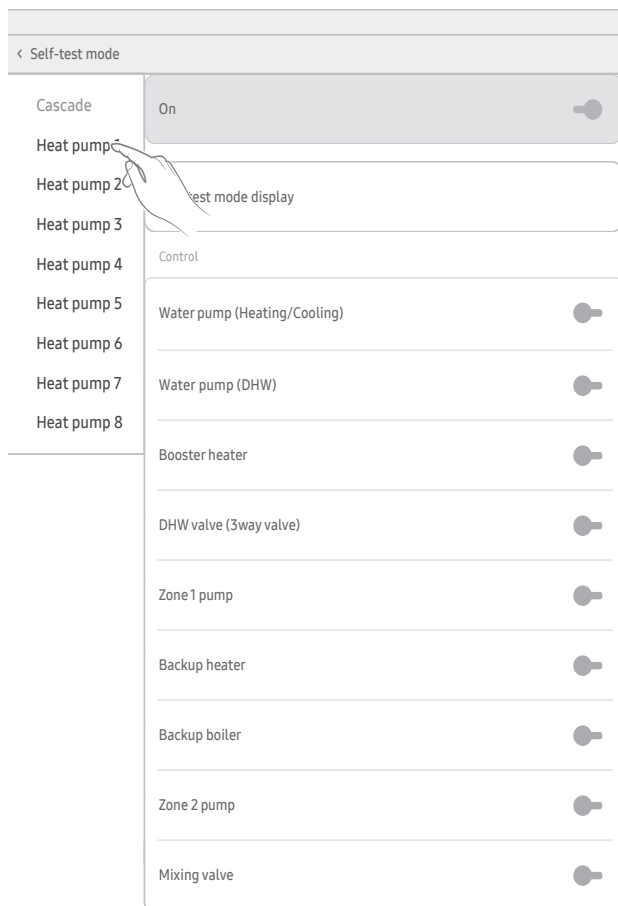 < Self-test mode
Cascade
Heat pump
Heat pump 2
Heat pump 3
Heat pump 4
Heat pump 5
Heat pump 6
Heat pump 7
Heat pump 8
On
test mode display
Control
Water pump (Heating/Cooling)
Water pump (DHW)
Booster heater
DHW valve (3way valve)
Zone 1 pump
Backup heater
Backup boiler
Zone 2 pump
Mixing valve